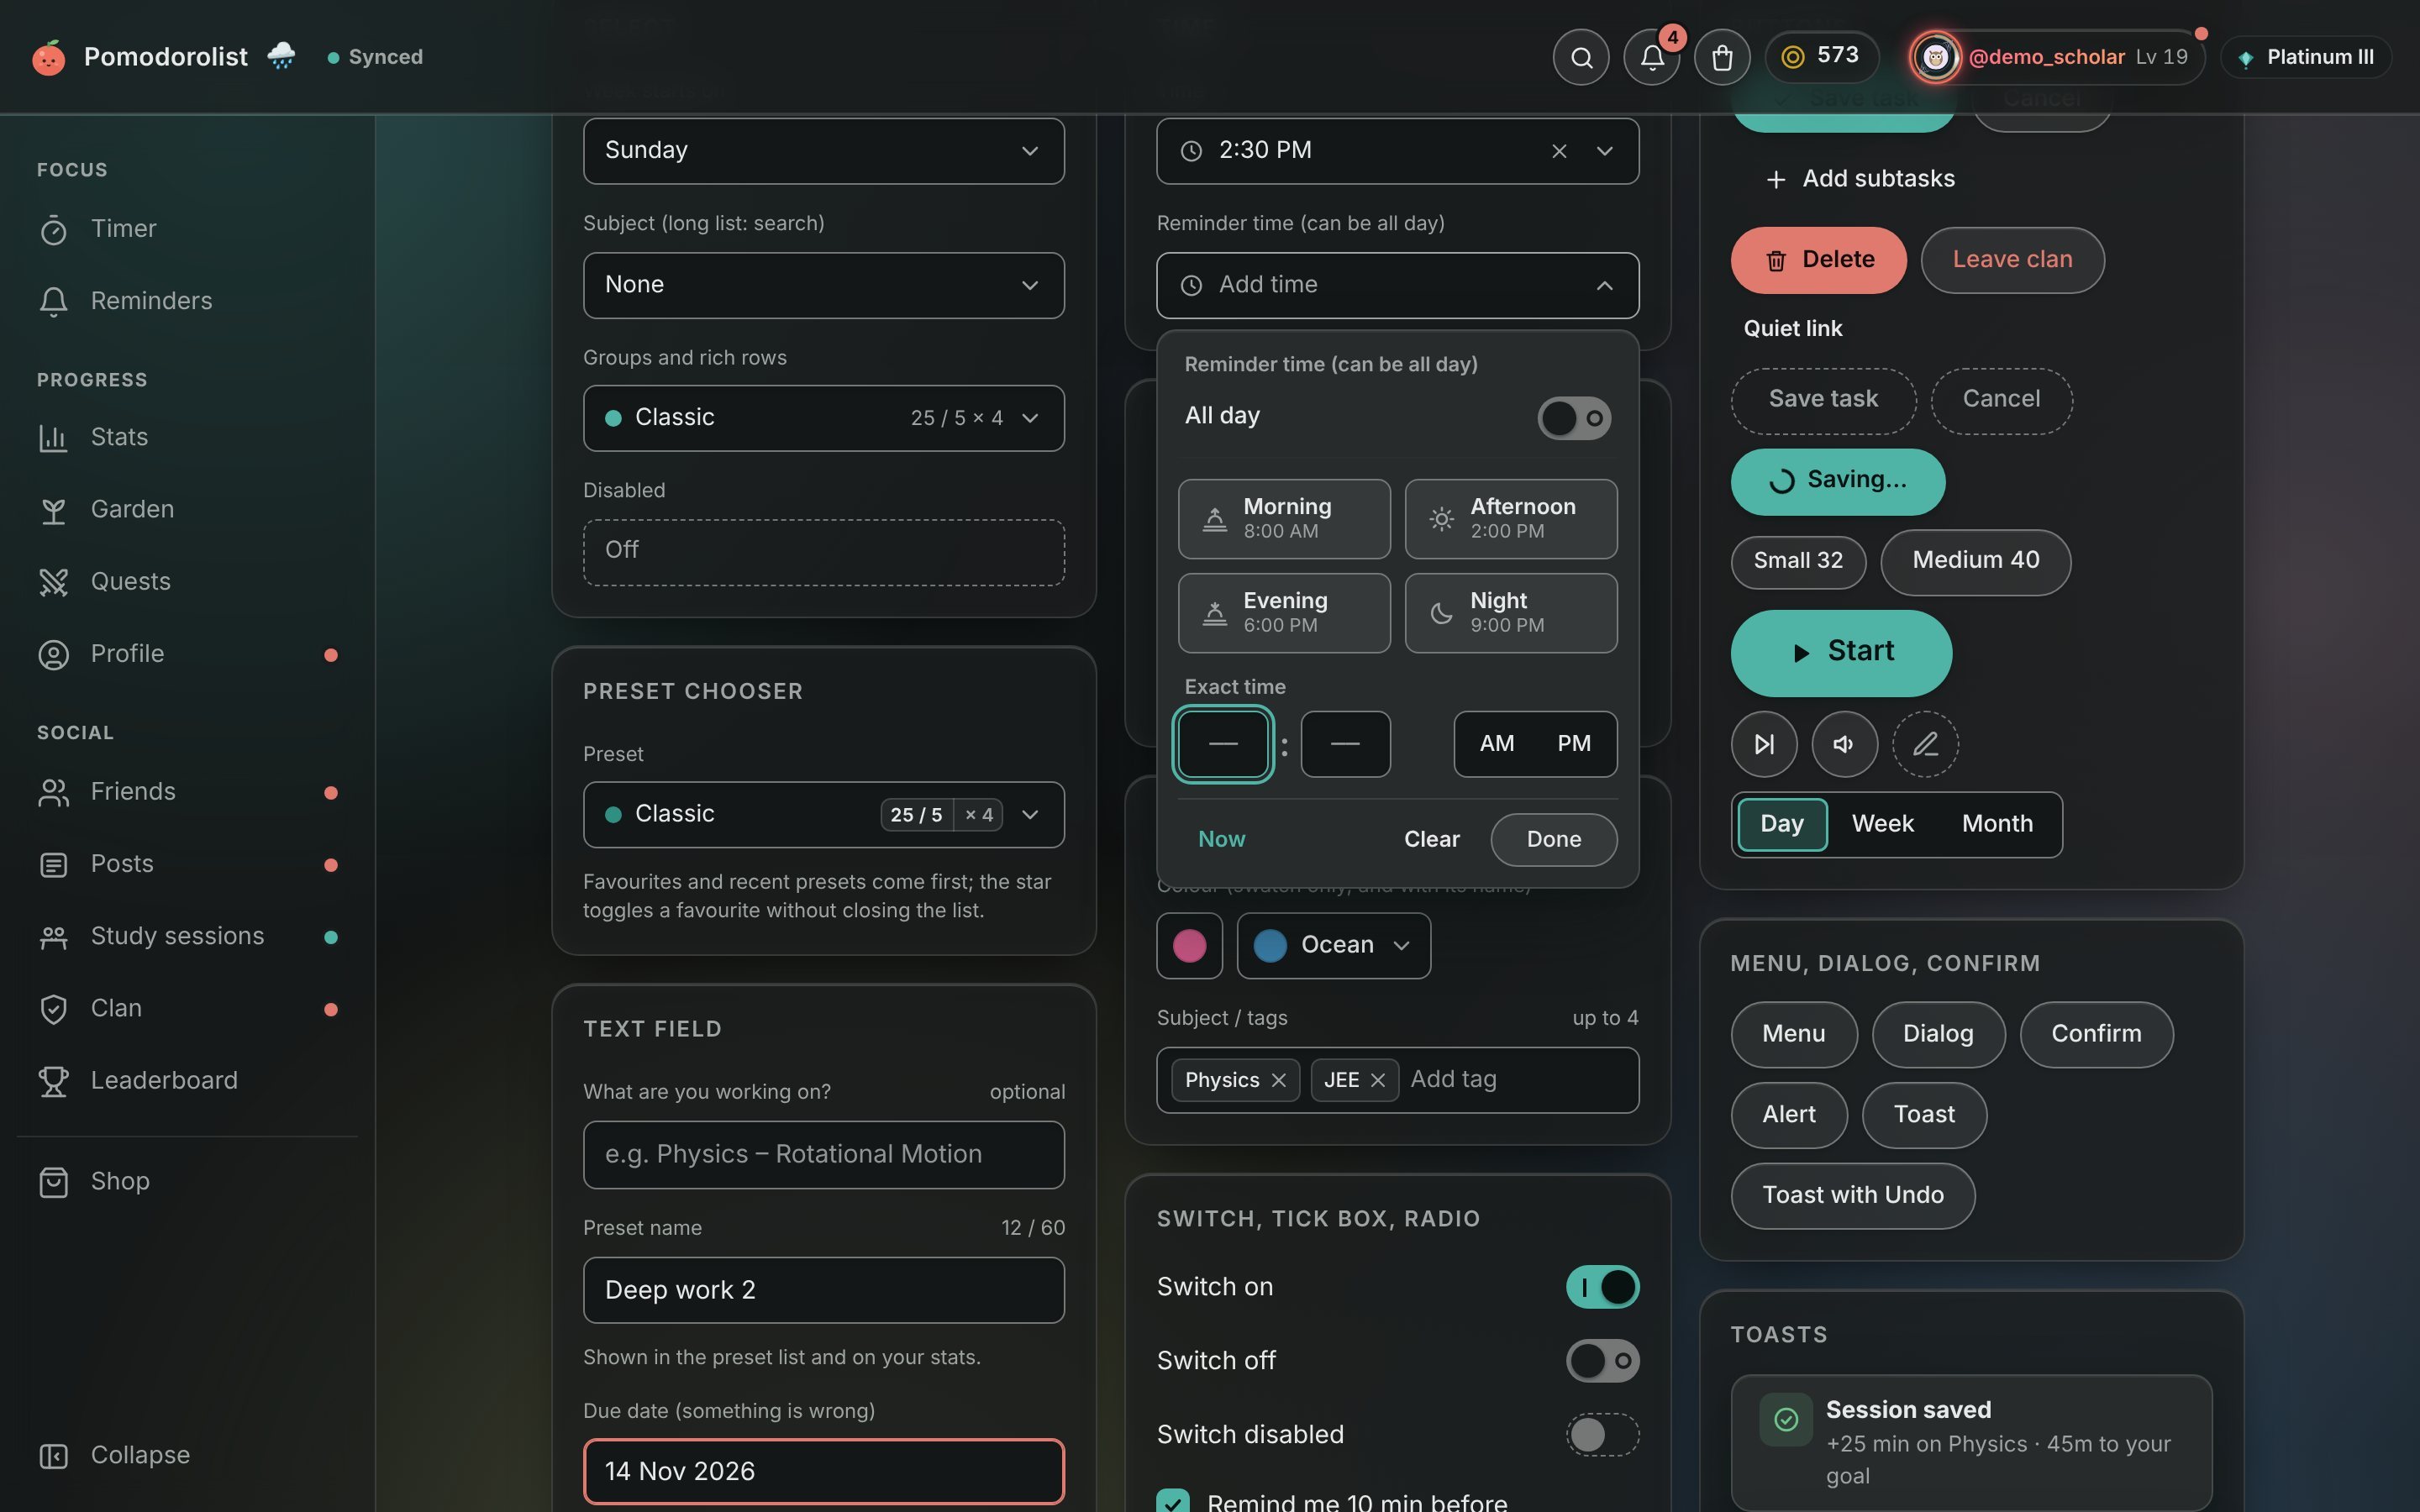 Pomodorolist
Synced
4
573
@demo_scholar Lv 19
Platinum III
FOCUS
Timer
Reminders
PROGRESS
Stats
Garden
Quests
Profile
SOCIAL
Friends
Posts
Study sessions
Clan
Leaderboard
Shop
Collapse
Sunday
Subject (long list: search)
None
Groups and rich rows
Classic 25 / 5 × 4
Disabled
Off
PRESET CHOOSER
Preset
Classic 25 / 5 × 4
Favourites and recent presets come first; the star
toggles a favourite without closing the list.
TEXT FIELD
What are you working on? optional
e.g. Physics – Rotational Motion
Preset name 12 / 60
Deep work 2
Shown in the preset list and on your stats.
Due date (something is wrong)
14 Nov 2026
2:30 PM
Reminder time (can be all day)
Add time
Reminder time (can be all day)
All day
Morning
8:00 AM
Afternoon
2:00 PM
Evening
6:00 PM
Night
9:00 PM
Exact time
— : — AM PM
Now Clear Done
Colour (swatch only, and with its name)
Ocean
Subject / tags up to 4
Physics JEE Add tag
SWITCH, TICK BOX, RADIO
Switch on
Switch off
Switch disabled
Remind me 10 min before
Save task Cancel
Add subtasks
Delete Leave clan
Quiet link
Save task Cancel
Saving...
Small 32 Medium 40
Start
Day Week Month
MENU, DIALOG, CONFIRM
Menu Dialog Confirm
Alert Toast
Toast with Undo
TOASTS
Session saved
+25 min on Physics · 45m to your
goal